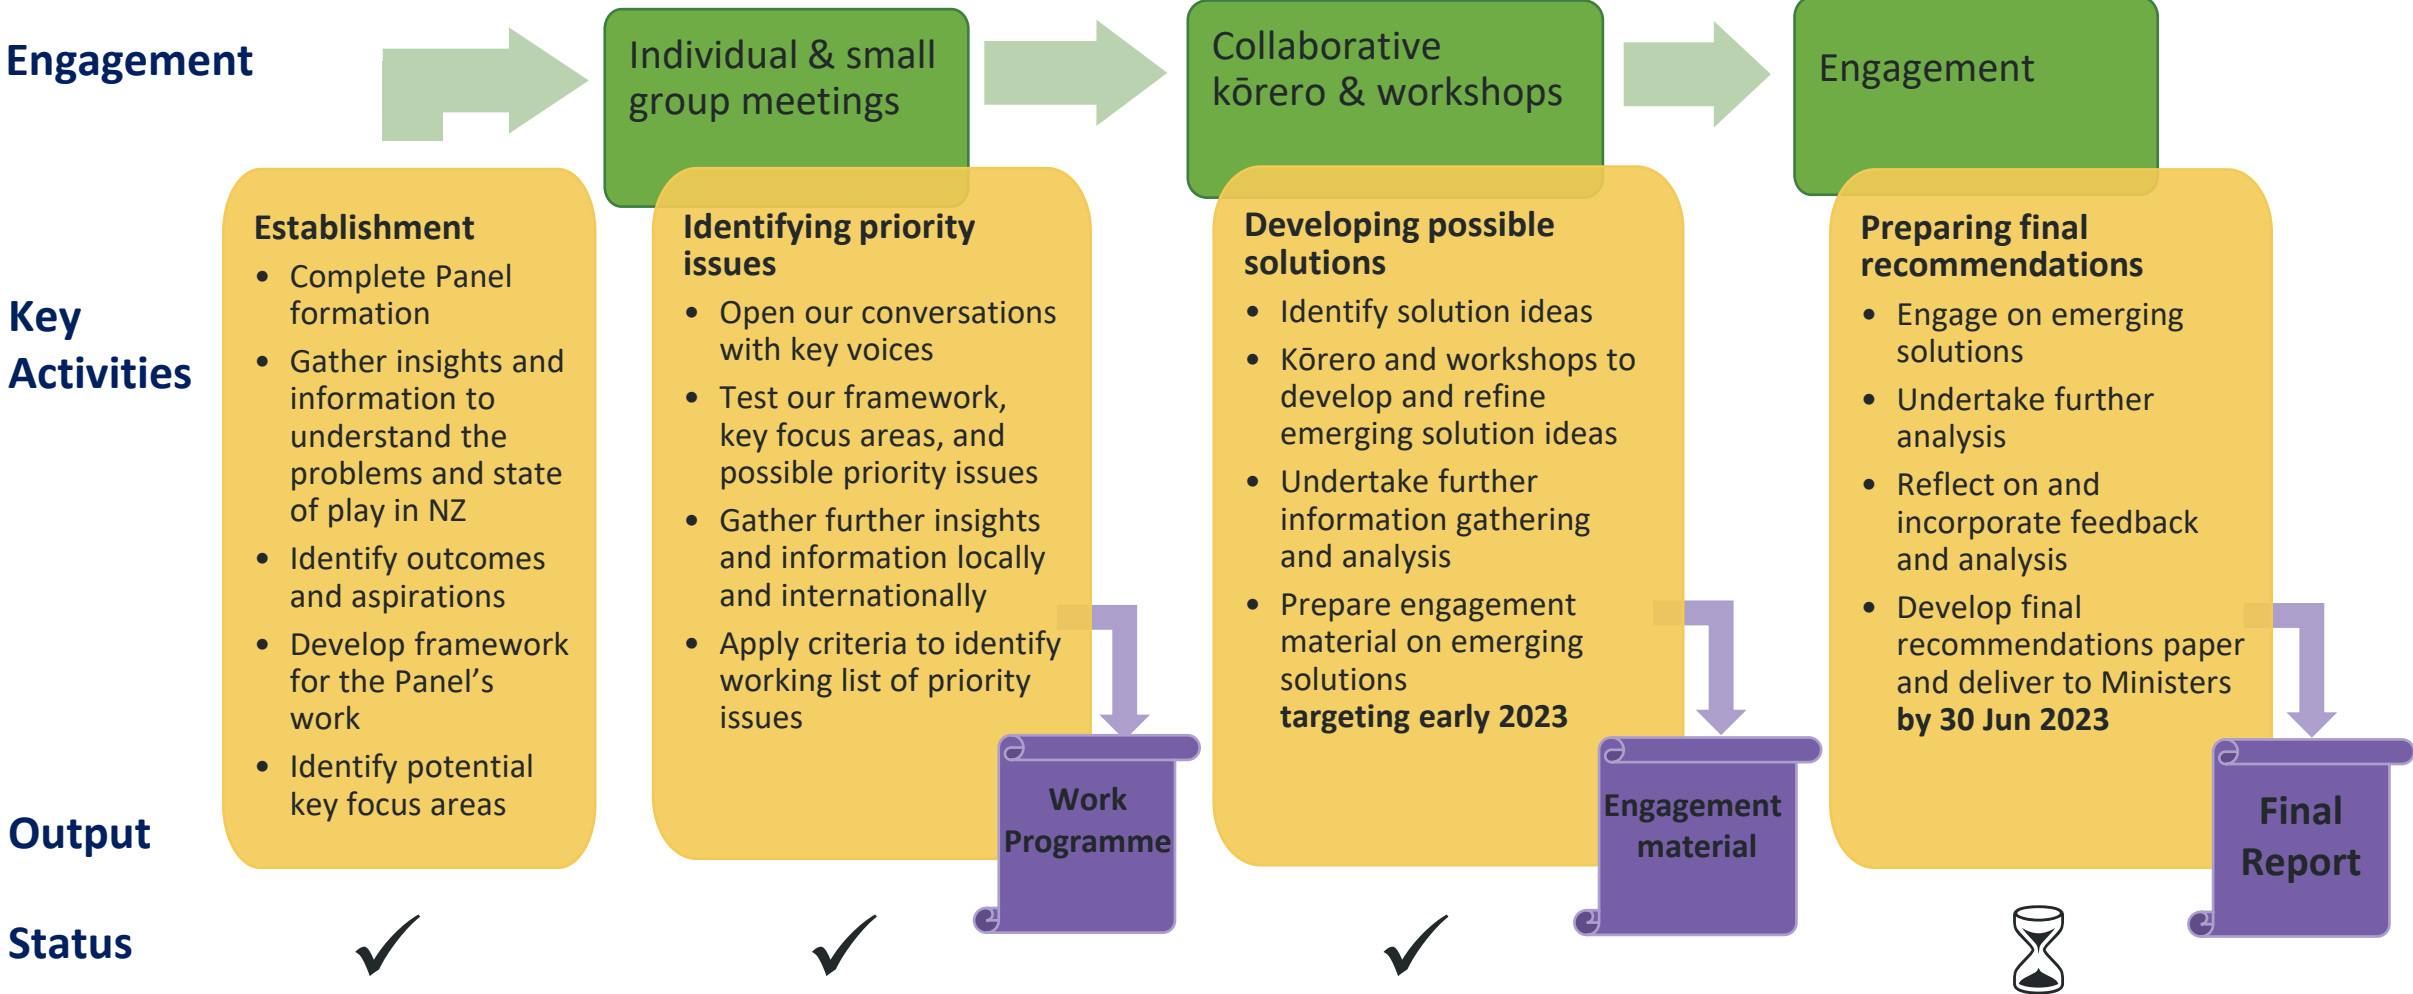 Engagement
Individual & small
group meetings
Collaborative
kōrero & workshops
Engagement
Key
Activities
Establishment
• Complete Panel
formation
• Gather insights and
information to
understand the
problems and state
of play in NZ
• Identify outcomes
and aspirations
• Develop framework
for the Panel’s
work
• Identify potential
key focus areas
Identifying priority
issues
• Open our conversations
with key voices
• Test our framework,
key focus areas, and
possible priority issues
• Gather further insights
and information locally
and internationally
• Apply criteria to identify
working list of priority
issues
Developing possible
solutions
• Identify solution ideas
• Kōrero and workshops to
develop and refine
emerging solution ideas
• Undertake further
information gathering
and analysis
• Prepare engagement
material on emerging
solutions
targeting early 2023
Preparing final
recommendations
• Engage on emerging
solutions
• Undertake further
analysis
• Reflect on and
incorporate feedback
and analysis
• Develop final
recommendations paper
and deliver to Ministers
by 30 Jun 2023
Output
Work
Programme
Engagement
material
Final
Report
Status